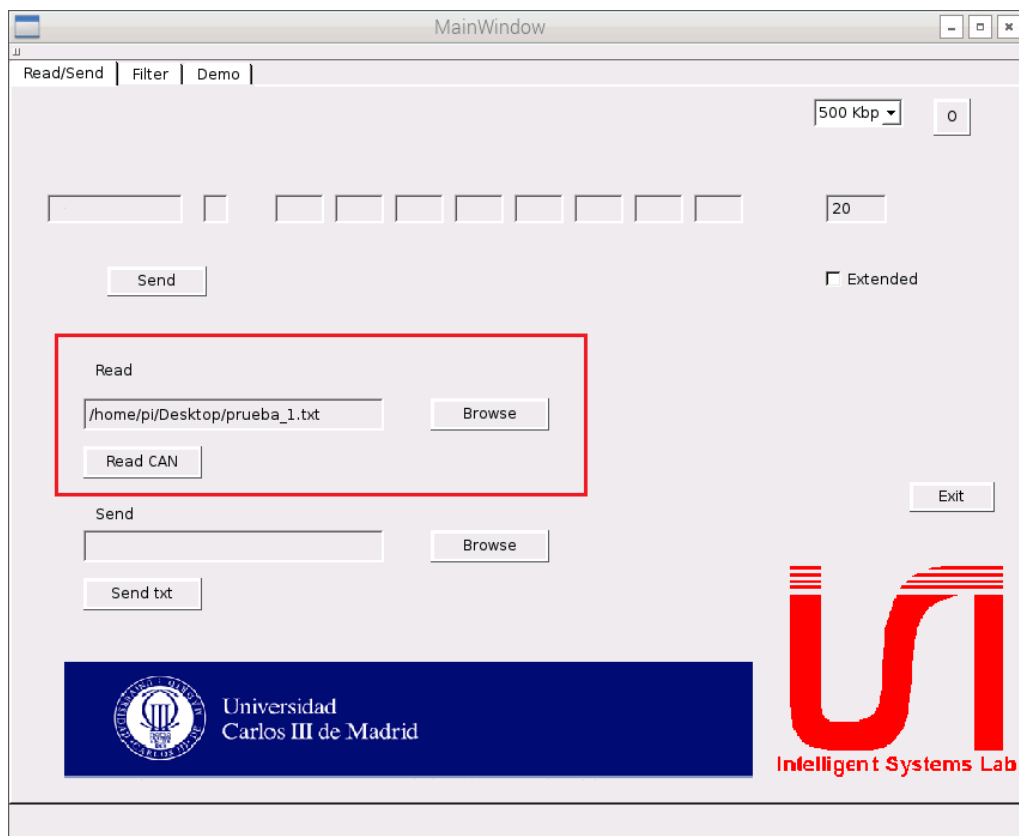 MainWindow
Read/Send Filter Demo
500 Kbp O
20
Send Extended
Read
/home/pi/Desktop/prueba_1.txt Browse
Read CAN
Exit
Send
Browse
Send txt
Universidad
Carlos III de Madrid
Intelligent Systems Lab